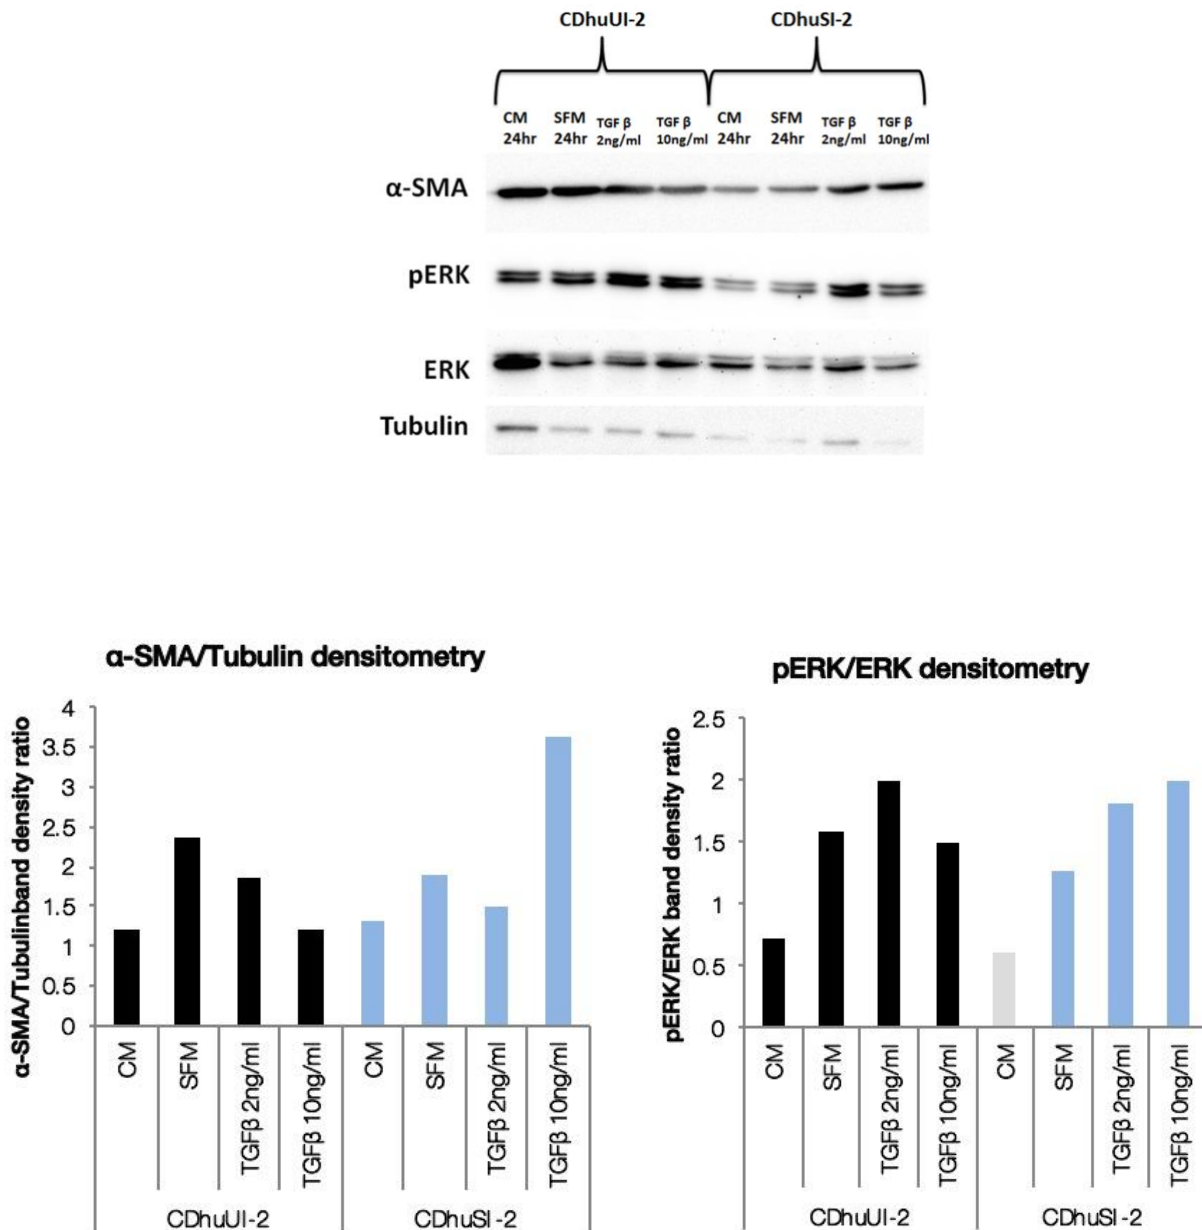 CDhuUI-2 CDhuSI-2
CM SFM TGF β TGF β CM SFM TGF β TGF β
24hr 24hr 2ng/ml 10ng/ml 24hr 24hr 2ng/ml 10ng/ml
α-SMA
pERK
ERK
Tubulin
α-SMA/Tubulin densitometry
α-SMA/Tubulinband density ratio
4
3.5
3
2.5
2
1.5
1
0.5
0
CM
SFM
TGFβ 2ng/ml
TGFβ 10ng/ml
CM
SFM
TGFβ 2ng/ml
TGFβ 10ng/ml
CDhuUI-2
CDhuSI-2
pERK/ERK densitometry
pERK/ERK band density ratio
2.5
2
1.5
1
0.5
0
CM
SFM
TGFβ 2ng/ml
TGFβ 10ng/ml
CM
SFM
TGFβ 2ng/ml
TGFβ 10ng/ml
CDhuUI-2
CDhuSI-2